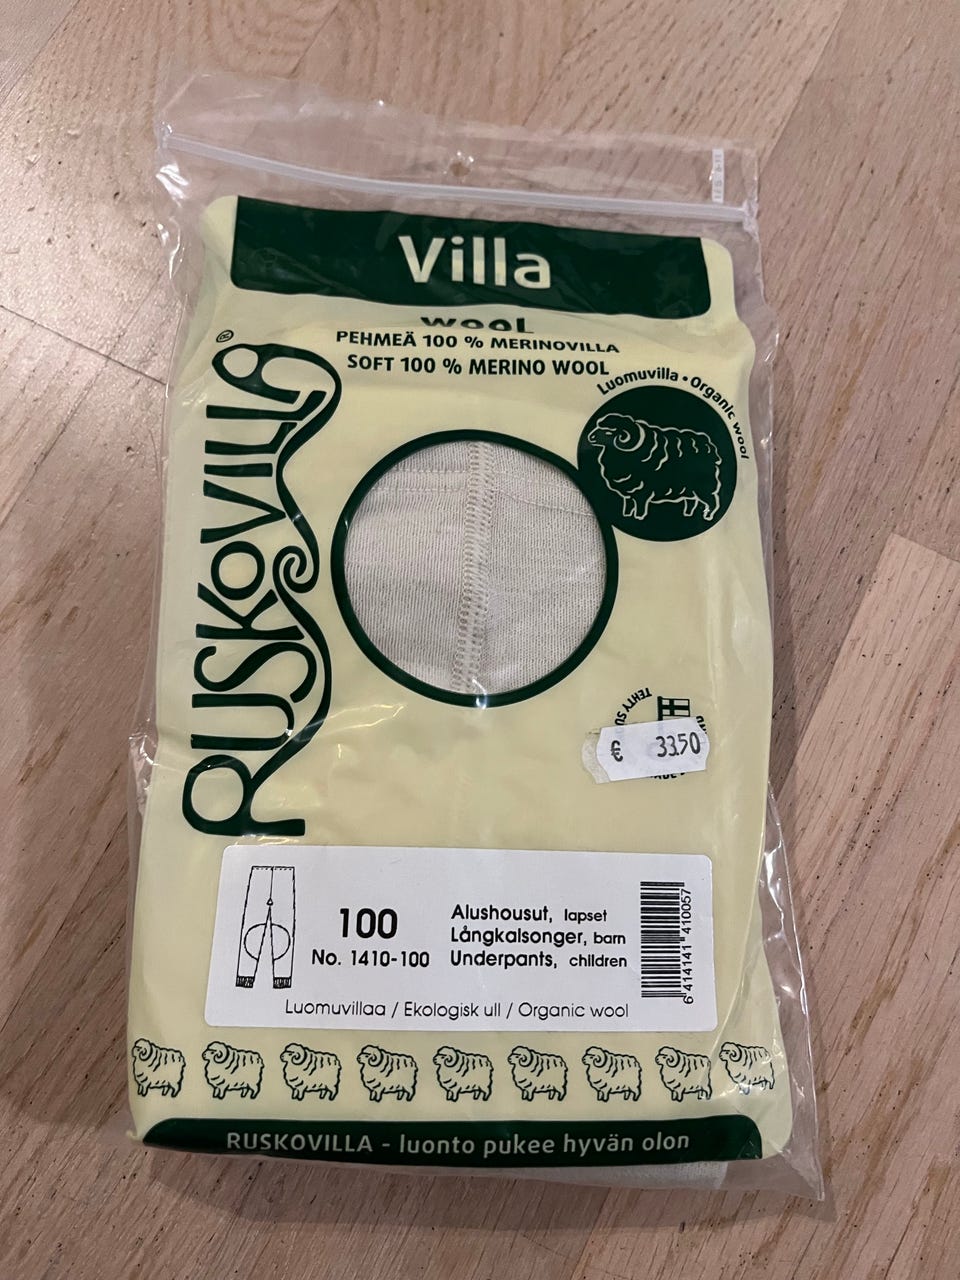 Villa
wool
PEHMEÄ 100 % MERINOVILLA
SOFT 100 % MERINO WOOL
Luomuvilla • Organic wool
RUSKOVILLA®
TEHTY
€ 33.50
100
No. 1410-100
Alushousut, lapset
Långkalsonger, barn
Underpants, children
6 414141 410057
Luomuvillaa / Ekologisk ull / Organic wool
RUSKOVILLA - luonto pukee hyvän olon